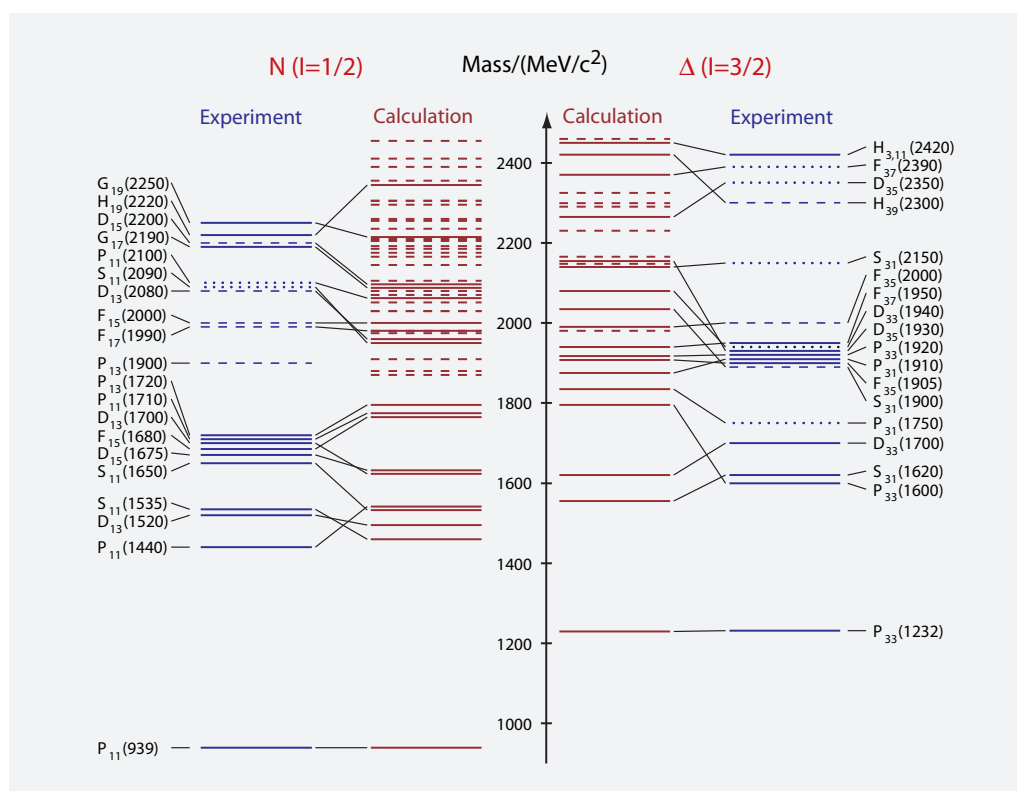 N (I=1/2) Mass/(MeV/c²) Δ (I=3/2)
Experiment Calculation Calculation Experiment
2400
2200
2000
1800
1600
1400
1200
1000
G₁₉(2250)
H₁₉(2220)
D₁₅(2200)
G₁₇(2190)
P₁₁(2100)
S₁₁(2090)
D₁₃(2080)
F₁₅(2000)
F₁₇(1990)
P₁₃(1900)
P₁₃(1720)
P₁₁(1710)
D₁₃(1700)
F₁₅(1680)
D₁₅(1675)
S₁₁(1650)
S₁₁(1535)
D₁₃(1520)
P₁₁(1440)
P₁₁(939)
H₃,₁₁(2420)
F₃₇(2390)
D₃₅(2350)
H₃₉(2300)
S₃₁(2150)
F₃₅(2000)
F₃₇(1950)
D₃₃(1940)
D₃₅(1930)
P₃₃(1920)
P₃₁(1910)
F₃₅(1905)
S₃₁(1900)
P₃₁(1750)
D₃₃(1700)
S₃₁(1620)
P₃₃(1600)
P₃₃(1232)